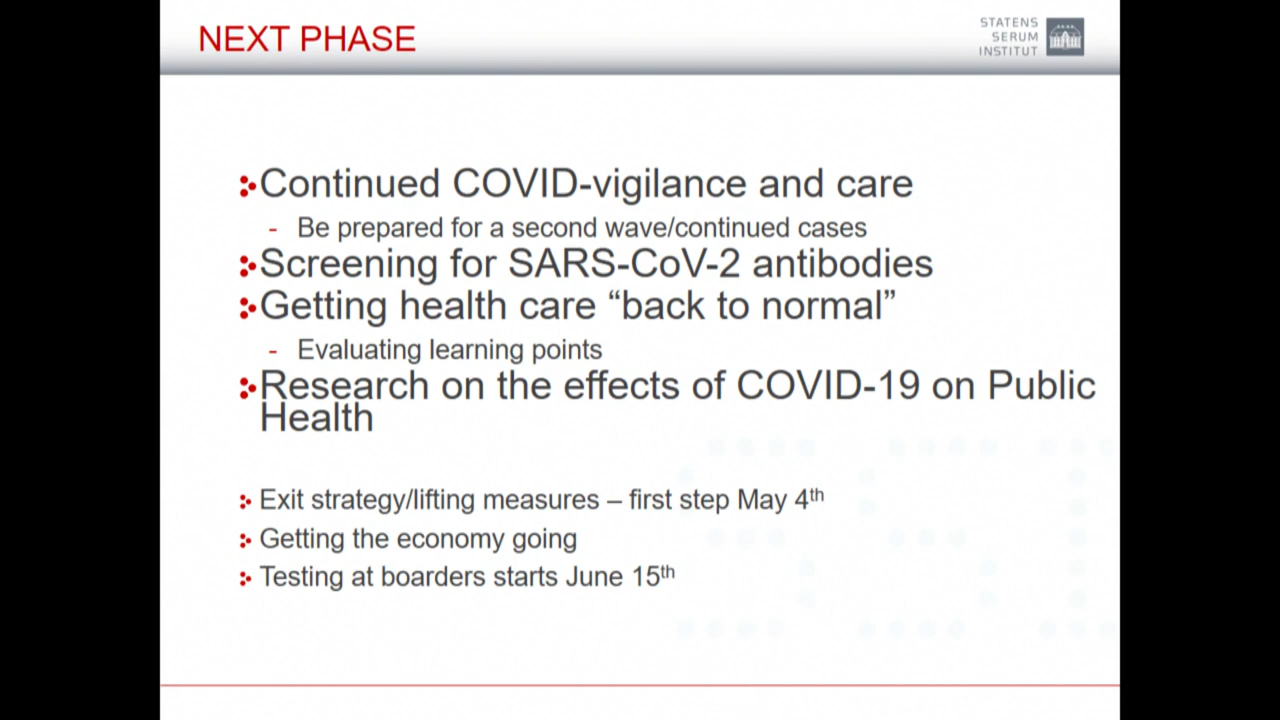 NEXT PHASE
STATENS
SERUM
INSTITUT
Continued COVID-vigilance and care
- Be prepared for a second wave/continued cases
Screening for SARS-CoV-2 antibodies
Getting health care “back to normal”
- Evaluating learning points
Research on the effects of COVID-19 on Public
Health
Exit strategy/lifting measures – first step May 4th
Getting the economy going
Testing at boarders starts June 15th